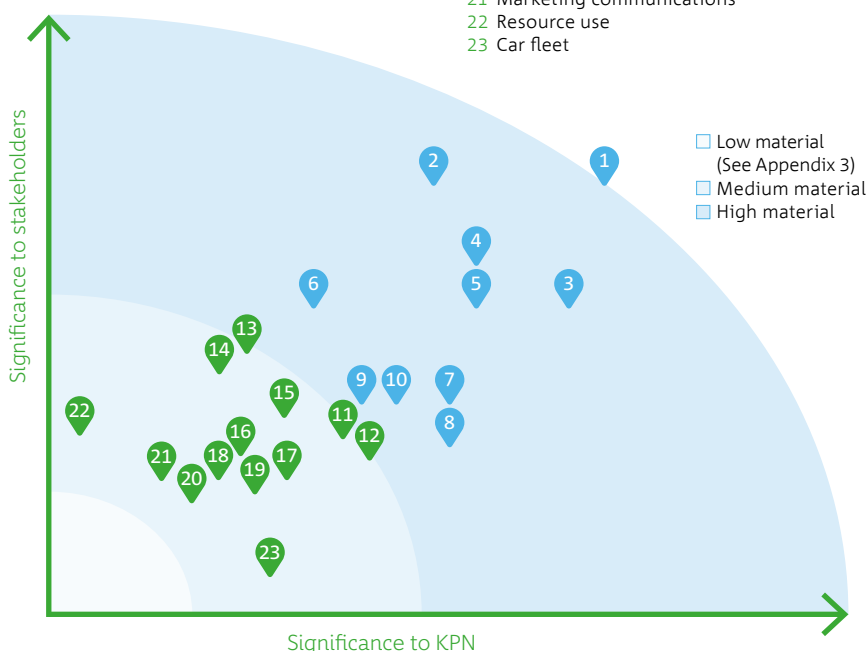 21 Marketing communications
22 Resource use
23 Car fleet
Significance to stakeholders
Low material
(See Appendix 3)
Medium material
High material
2
1
4
6
5
3
13
14
9
10
7
15
22
11
8
16
12
21
18
17
19
20
23
Significance to KPN